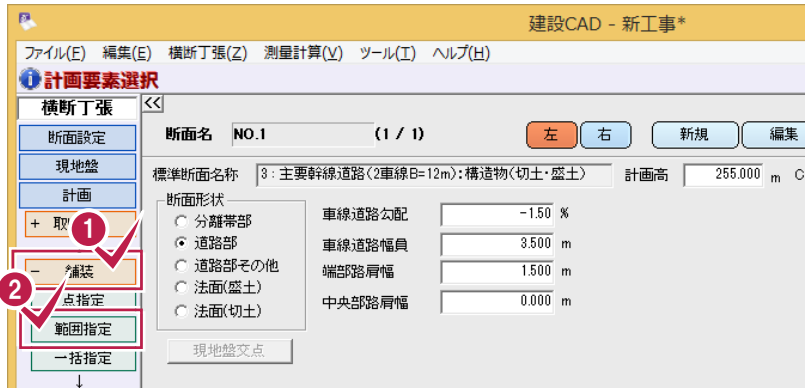 建設CAD - 新工事*
ファイル(F) 編集(E) 横断丁張(Z) 測量計算(V) ツール(T) ヘルプ(H)
計画要素選択
横断丁張 <<
断面設定 断面名 NO.1 (1 / 1) 左 右 新規 編集
現地盤 標準断面名称 3:主要幹線道路(2車線B=12m):構造物(切土・盛土) 計画高 255.000 m C
計画 断面形状
+ 取 1 分離帯部 車線道路勾配 -1.50 %
道路部 車線道路幅員 3.500 m
- 舗装 道路部その他 端部路肩幅 1.500 m
2 点指定 法面(盛土) 中央部路肩幅 0.000 m
範囲指定 法面(切土)
一括指定 現地盤交点
↓